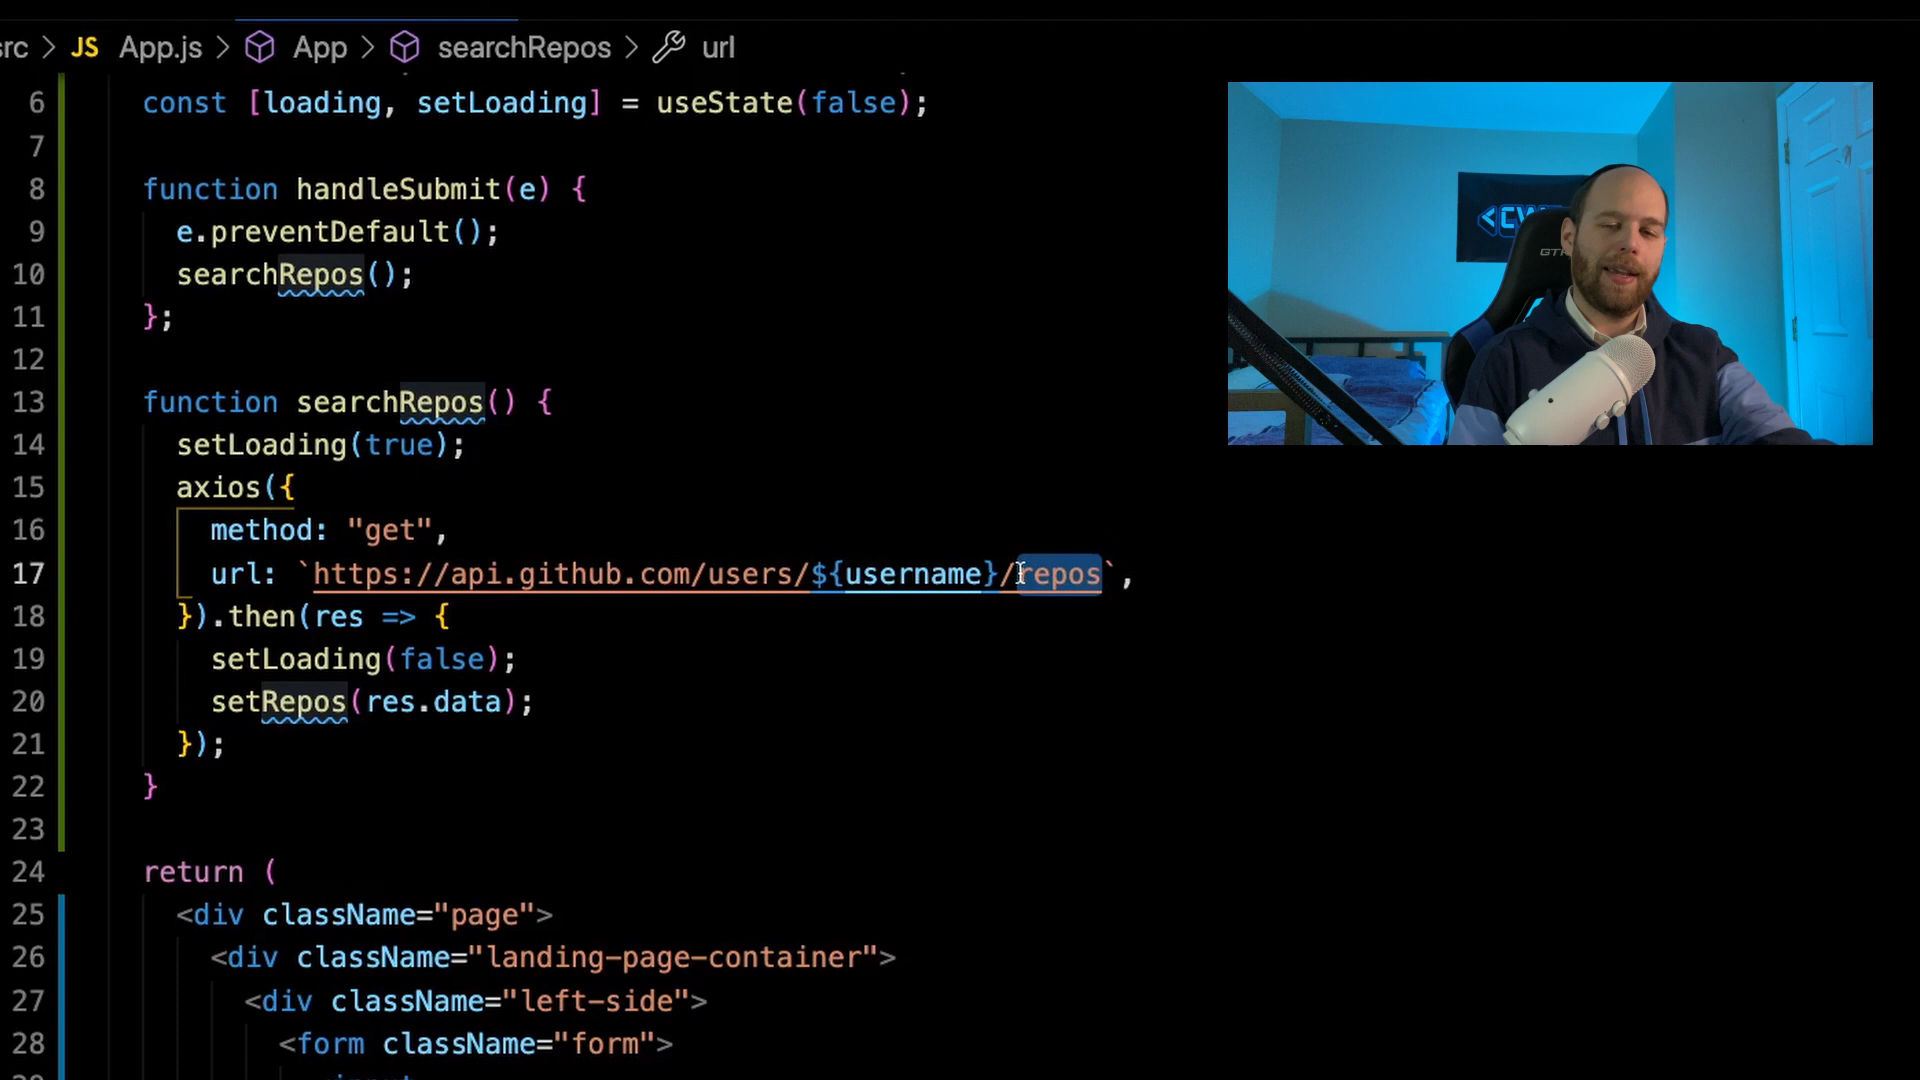 src > JS App.js > App > searchRepos > url
6 const [loading, setLoading] = useState(false);
7
8 function handleSubmit(e) {
9 e.preventDefault();
10 searchRepos();
11 };
12
13 function searchRepos() {
14 setLoading(true);
15 axios({
16 method: "get",
17 url: `https://api.github.com/users/${username}/repos`,
18 }).then(res => {
19 setLoading(false);
20 setRepos(res.data);
21 });
22 }
23
24 return (
25 <div className="page">
26 <div className="landing-page-container">
27 <div className="left-side">
28 <form className="form">